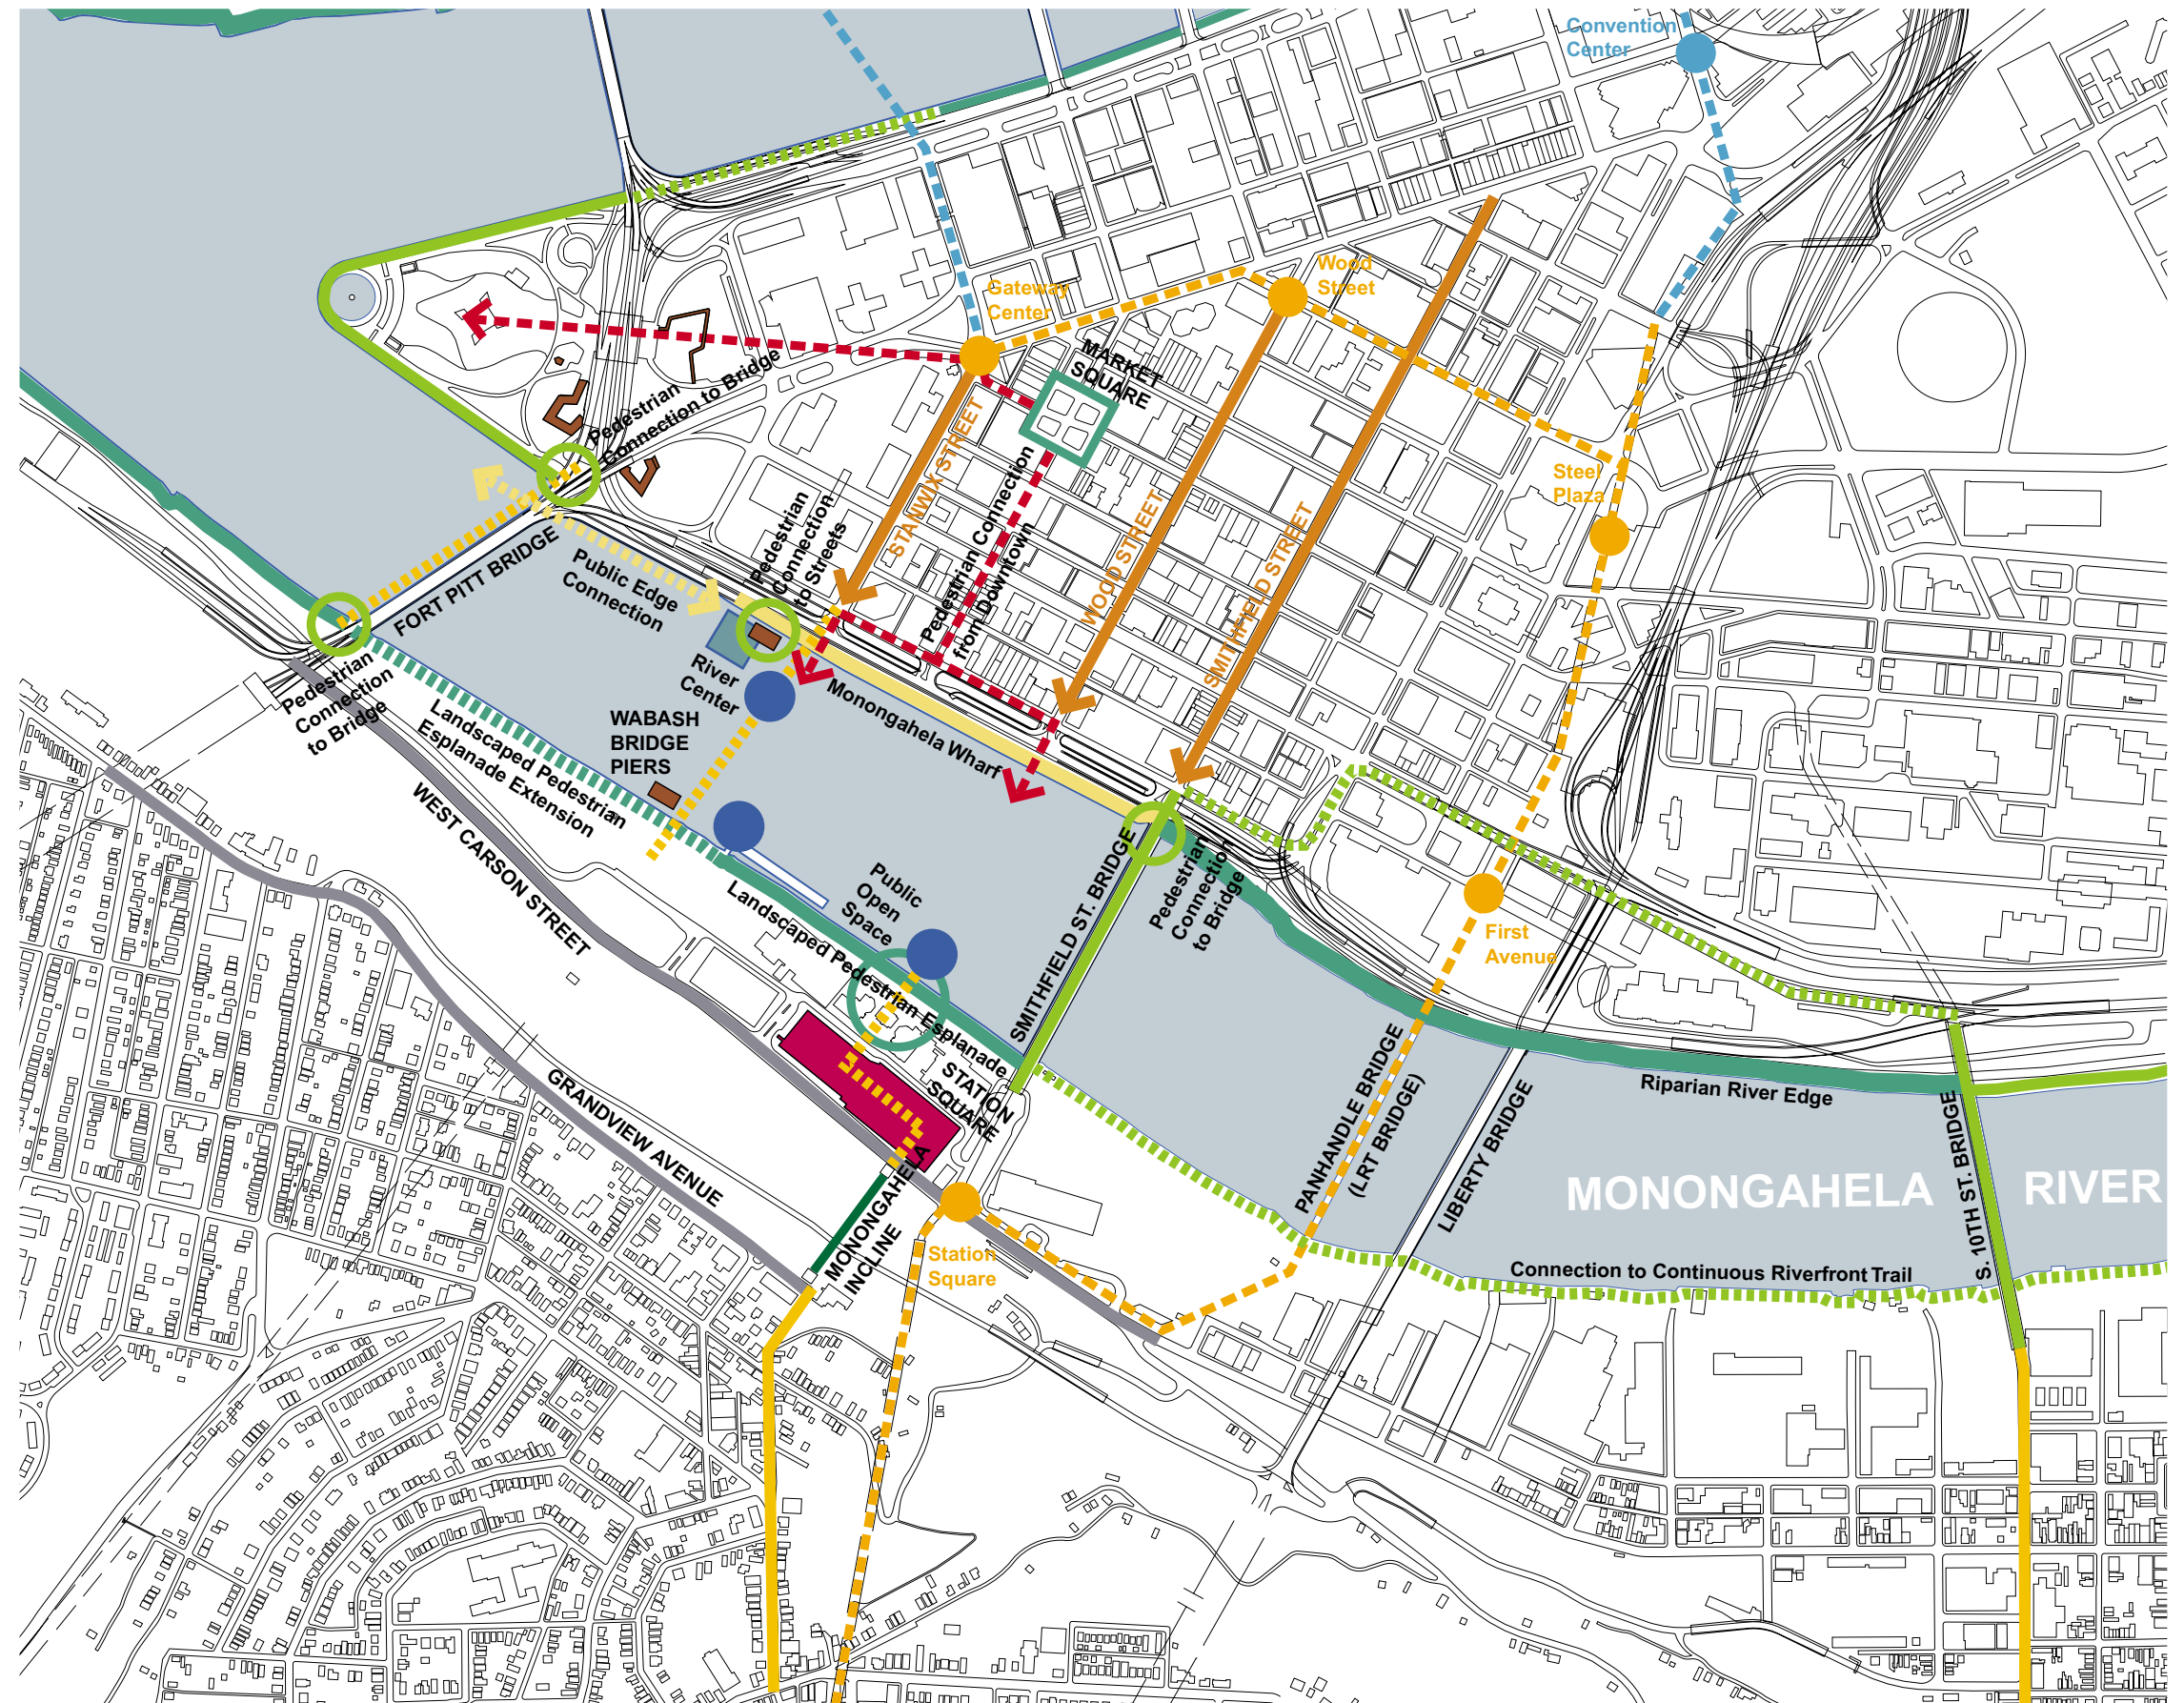 Convention
Center
Wood
Street
Gateway
Center
MARKET
SQUARE
Pedestrian
Connection to Bridge
STANWIX STREET
Steel
Plaza
Pedestrian
Connection
to Streets
Pedestrian Connection
from Downtown
WOOD STREET
SMITHFIELD STREET
FORT PITT BRIDGE
Public Edge
Connection
River
Center
Pedestrian
Connection
to Bridge
Monongahela Wharf
WABASH
BRIDGE
PIERS
Landscaped Pedestrian
Esplanade Extension
WEST CARSON STREET
Public
Open
Space
Landscaped Pedestrian Esplanade
SMITHFIELD ST. BRIDGE
Pedestrian
Connection
to Bridge
First
Avenue
STATION
SQUARE
GRANDVIEW AVENUE
PANHANDLE BRIDGE
(LRT BRIDGE)
LIBERTY BRIDGE
Riparian River Edge
S. 10TH ST. BRIDGE
MONONGAHELA RIVER
MONONGAHELA
INCLINE
Station
Square
Connection to Continuous Riverfront Trail